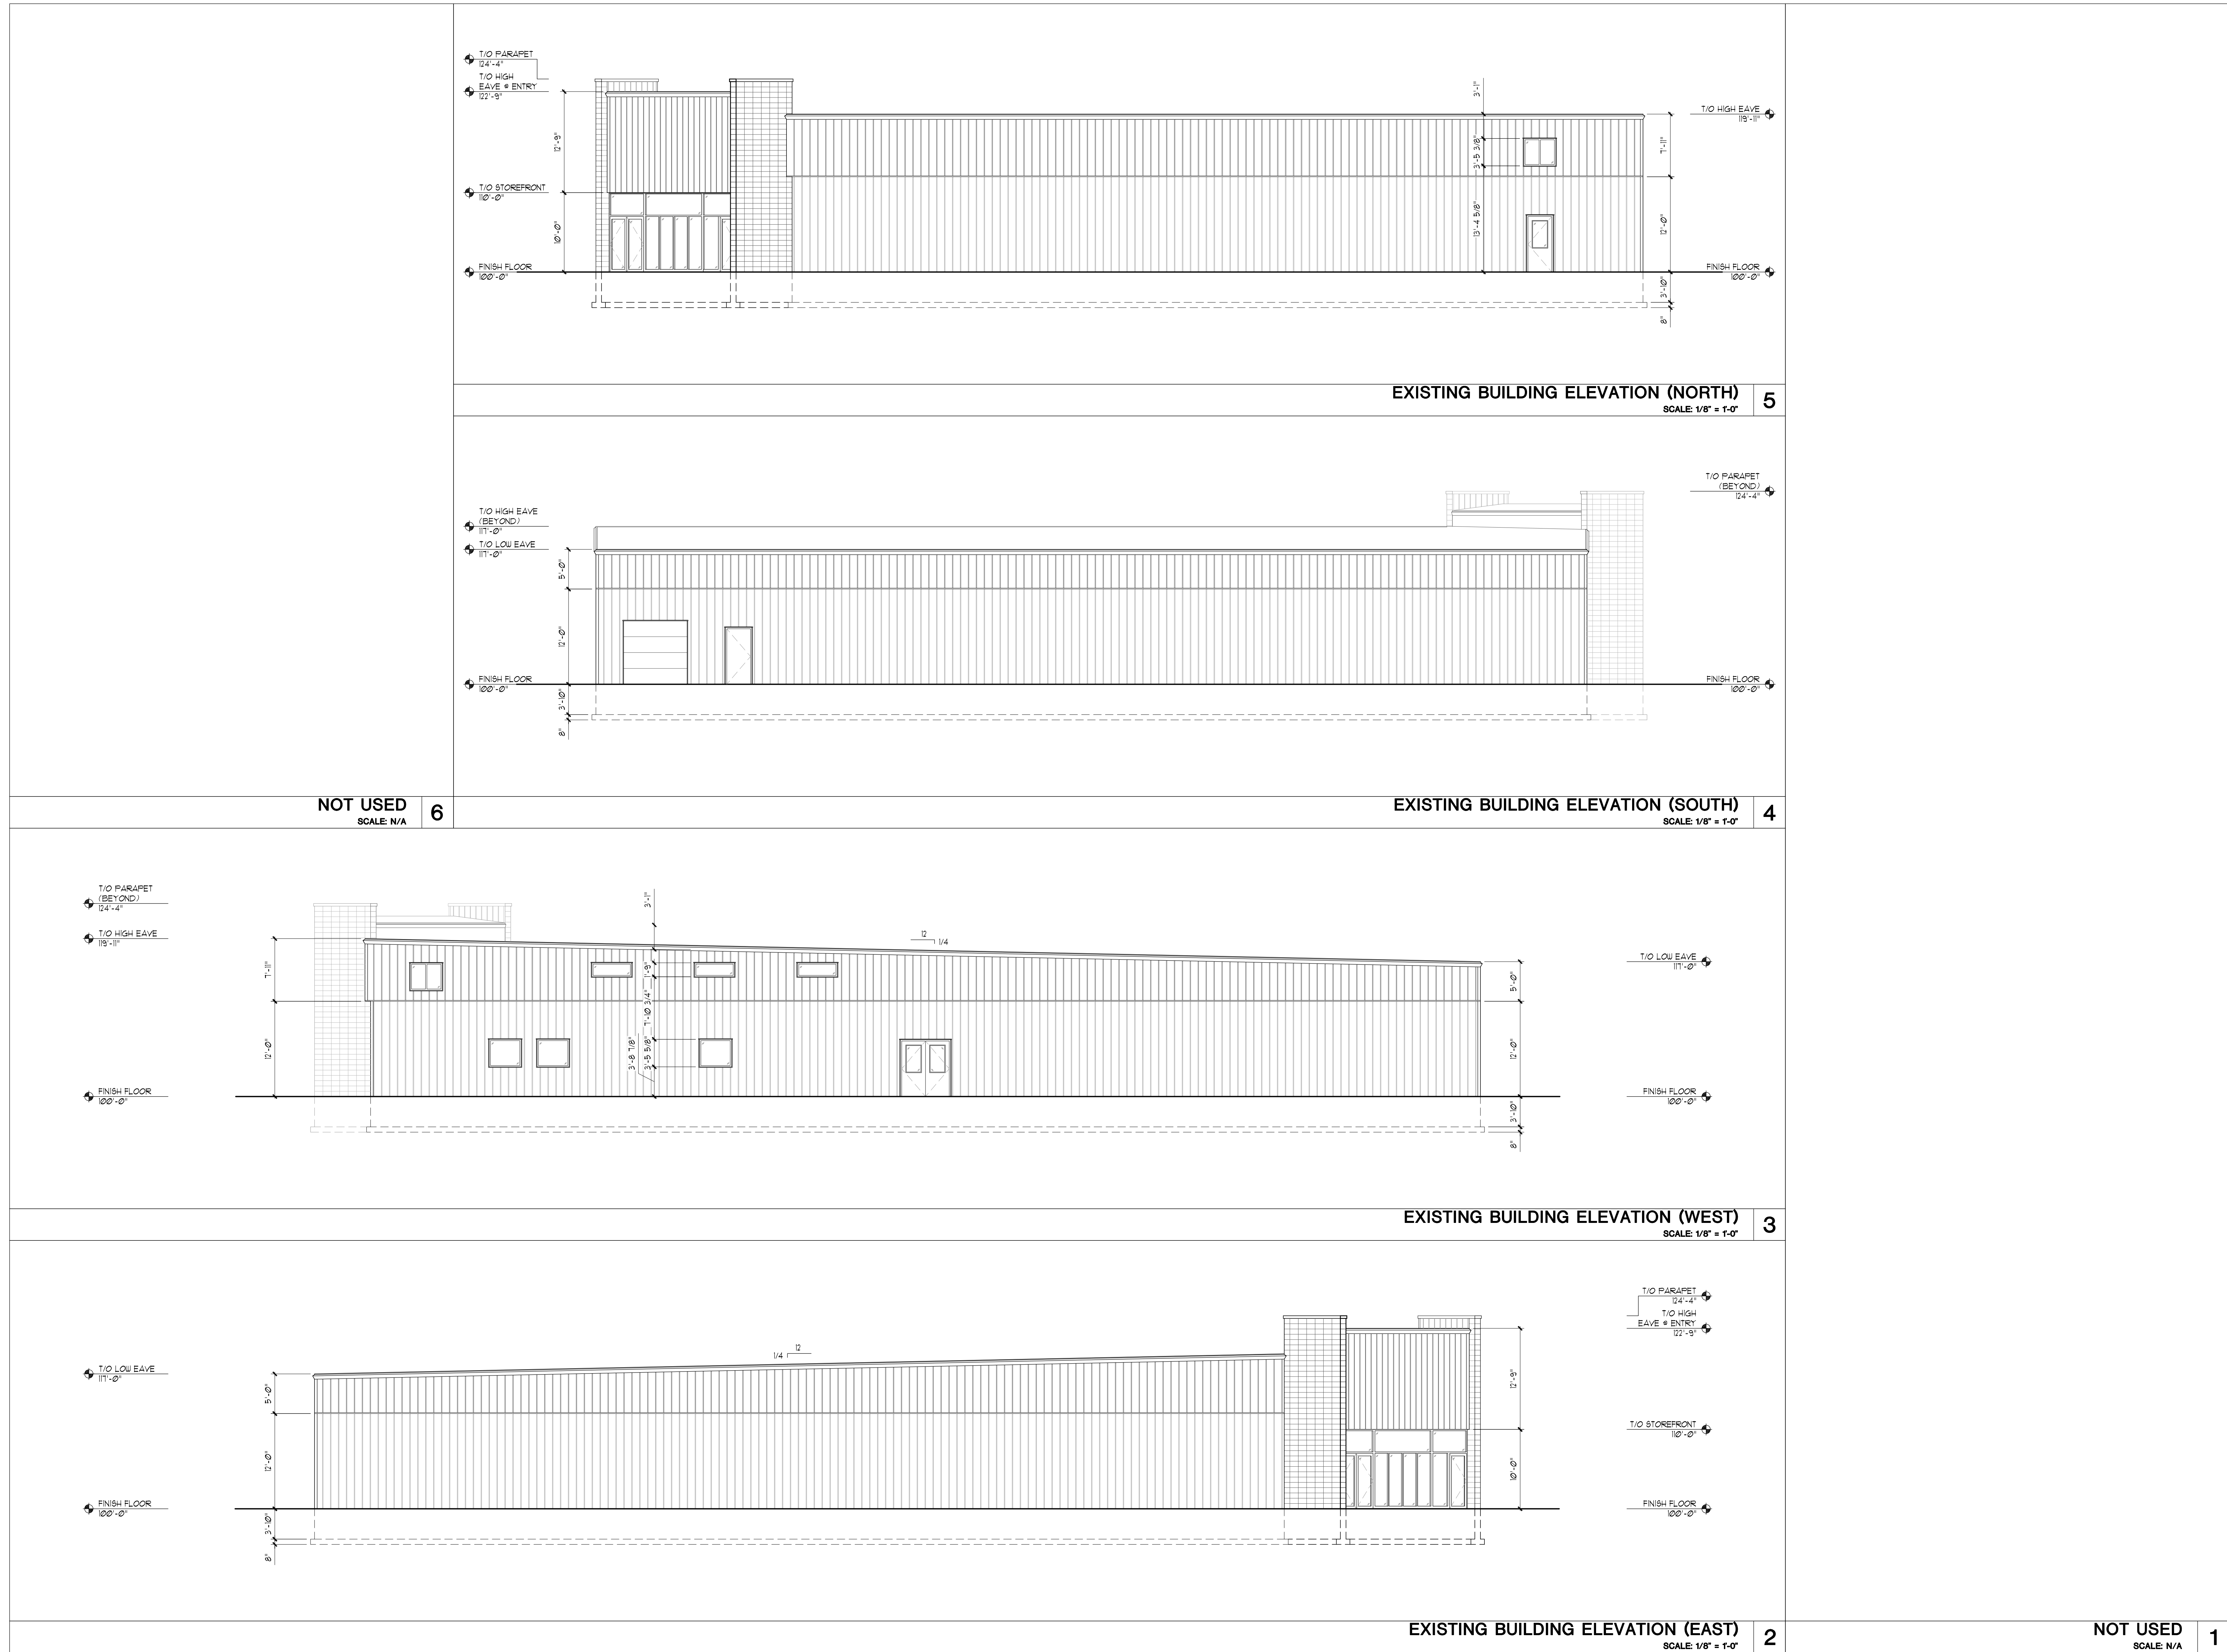 T/O PARAPET
124'-4"
T/O HIGH
EAVE @ ENTRY
122'-9"
12'-9"
T/O STOREFRONT
110'-0"
10'-0"
FINISH FLOOR
100'-0"
3'-1"
3'-5 3/8"
13'-4 5/8"
T/O HIGH EAVE
119'-11"
7'-11"
12'-0"
FINISH FLOOR
100'-0"
3'-10"
8"
EXISTING BUILDING ELEVATION (NORTH)
SCALE: 1/8" = 1'-0"
5
T/O HIGH EAVE
(BEYOND)
117'-0"
T/O LOW EAVE
117'-0"
5'-0"
12'-0"
FINISH FLOOR
100'-0"
3'-10"
8"
T/O PARAPET
(BEYOND)
124'-4"
FINISH FLOOR
100'-0"
NOT USED
SCALE: N/A
6
EXISTING BUILDING ELEVATION (SOUTH)
SCALE: 1/8" = 1'-0"
4
T/O PARAPET
(BEYOND)
124'-4"
T/O HIGH EAVE
119'-11"
7'-11"
12'-0"
FINISH FLOOR
100'-0"
3'-1"
1'-9"
7'-10 3/4"
3'-5 5/8"
3'-8 7/8"
12
1/4
T/O LOW EAVE
117'-0"
5'-0"
12'-0"
FINISH FLOOR
100'-0"
3'-10"
8"
EXISTING BUILDING ELEVATION (WEST)
SCALE: 1/8" = 1'-0"
3
T/O LOW EAVE
117'-0"
5'-0"
12'-0"
FINISH FLOOR
100'-0"
3'-10"
8"
12
1/4
T/O PARAPET
124'-4"
T/O HIGH
EAVE @ ENTRY
122'-9"
12'-9"
T/O STOREFRONT
110'-0"
10'-0"
FINISH FLOOR
100'-0"
EXISTING BUILDING ELEVATION (EAST)
SCALE: 1/8" = 1'-0"
2
NOT USED
SCALE: N/A
1